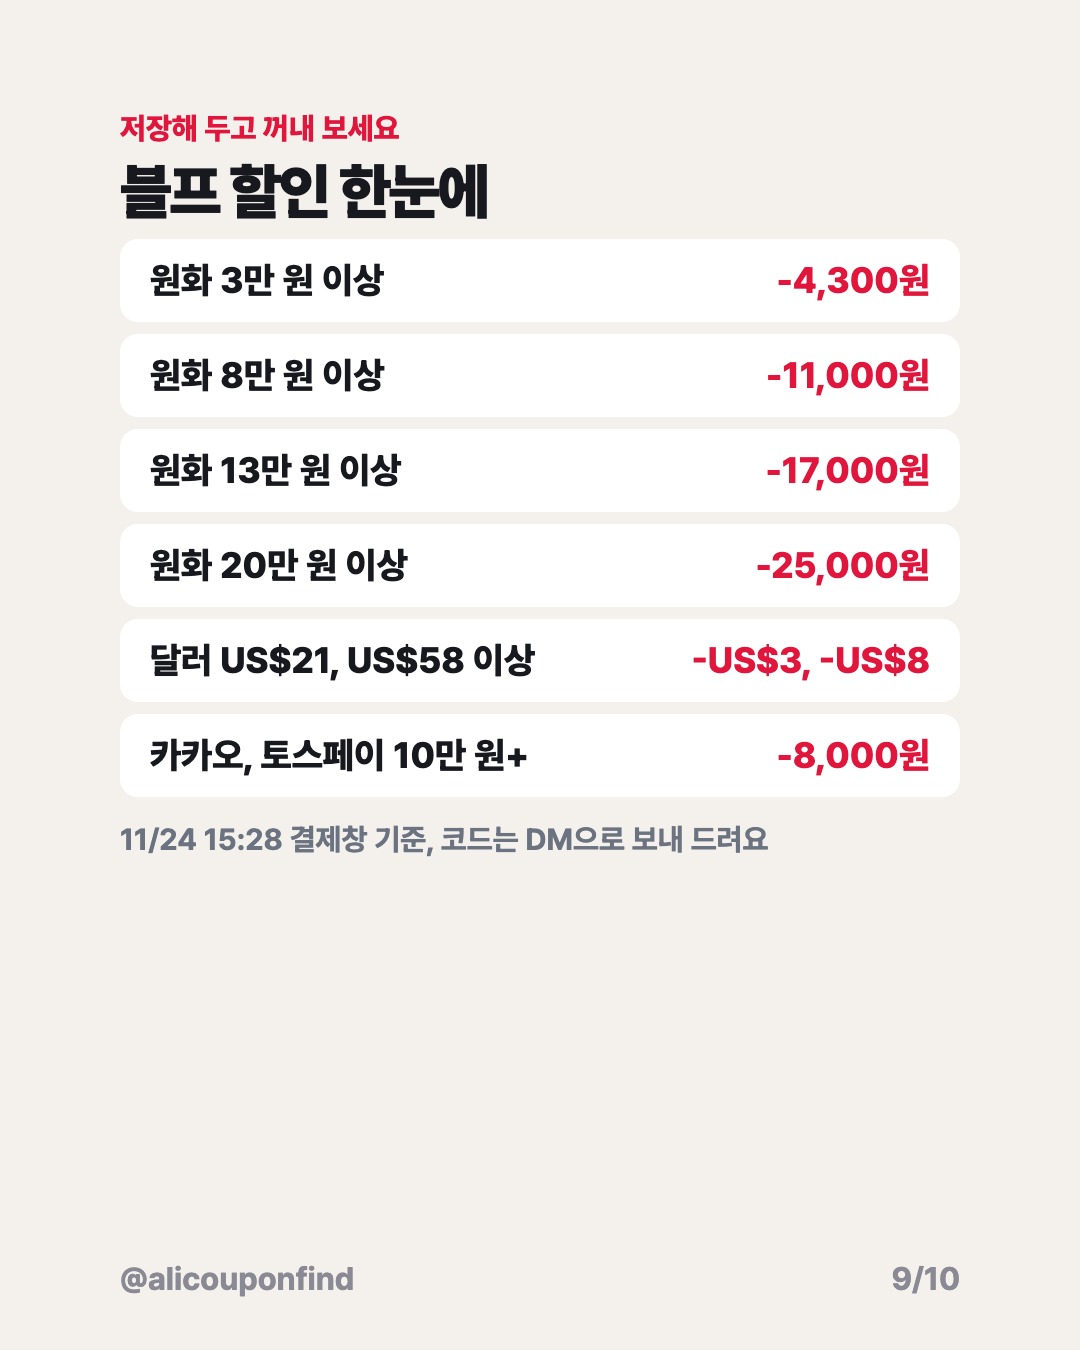 저장해 두고 꺼내 보세요
블프 할인 한눈에
원화 3만 원 이상 -4,300원
원화 8만 원 이상 -11,000원
원화 13만 원 이상 -17,000원
원화 20만 원 이상 -25,000원
달러 US$21, US$58 이상 -US$3, -US$8
카카오, 토스페이 10만 원+ -8,000원
11/24 15:28 결제창 기준, 코드는 DM으로 보내 드려요
@alicouponfind 9/10